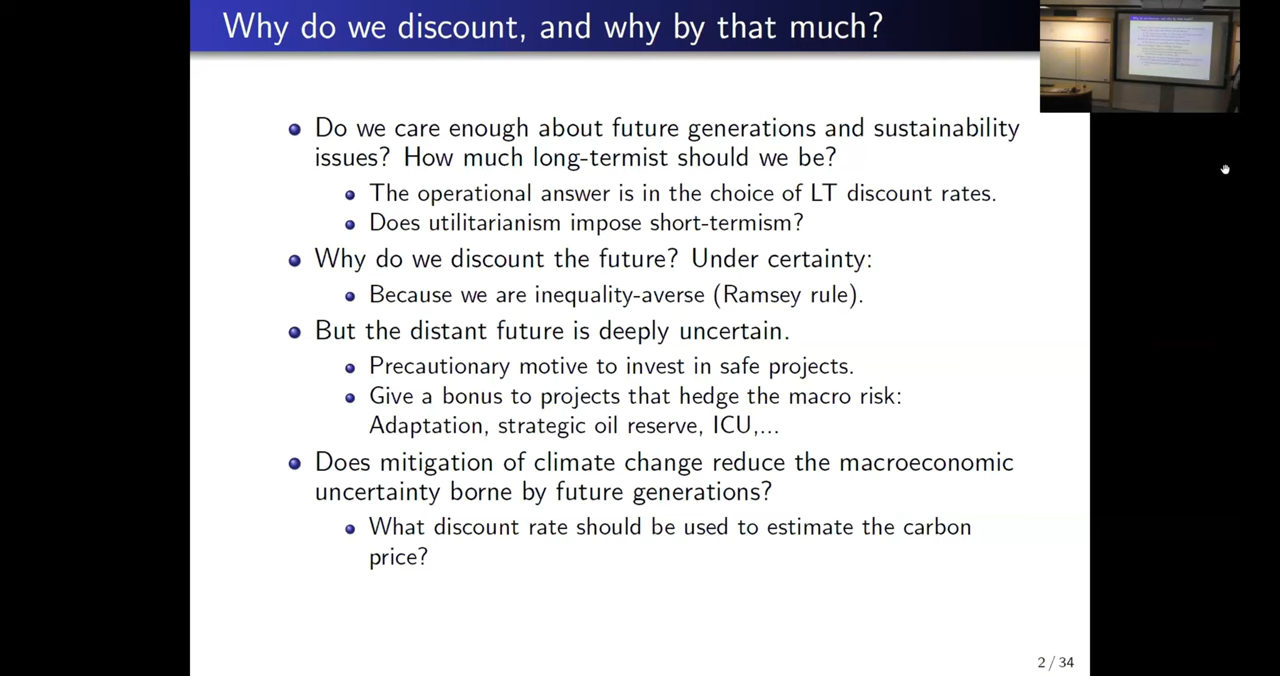 Why do we discount, and why by that much?
Do we care enough about future generations and sustainability
issues? How much long-termist should we be?
The operational answer is in the choice of LT discount rates.
Does utilitarianism impose short-termism?
Why do we discount the future? Under certainty:
Because we are inequality-averse (Ramsey rule).
But the distant future is deeply uncertain.
Precautionary motive to invest in safe projects.
Give a bonus to projects that hedge the macro risk:
Adaptation, strategic oil reserve, ICU,...
Does mitigation of climate change reduce the macroeconomic
uncertainty borne by future generations?
What discount rate should be used to estimate the carbon
price?
2 / 34